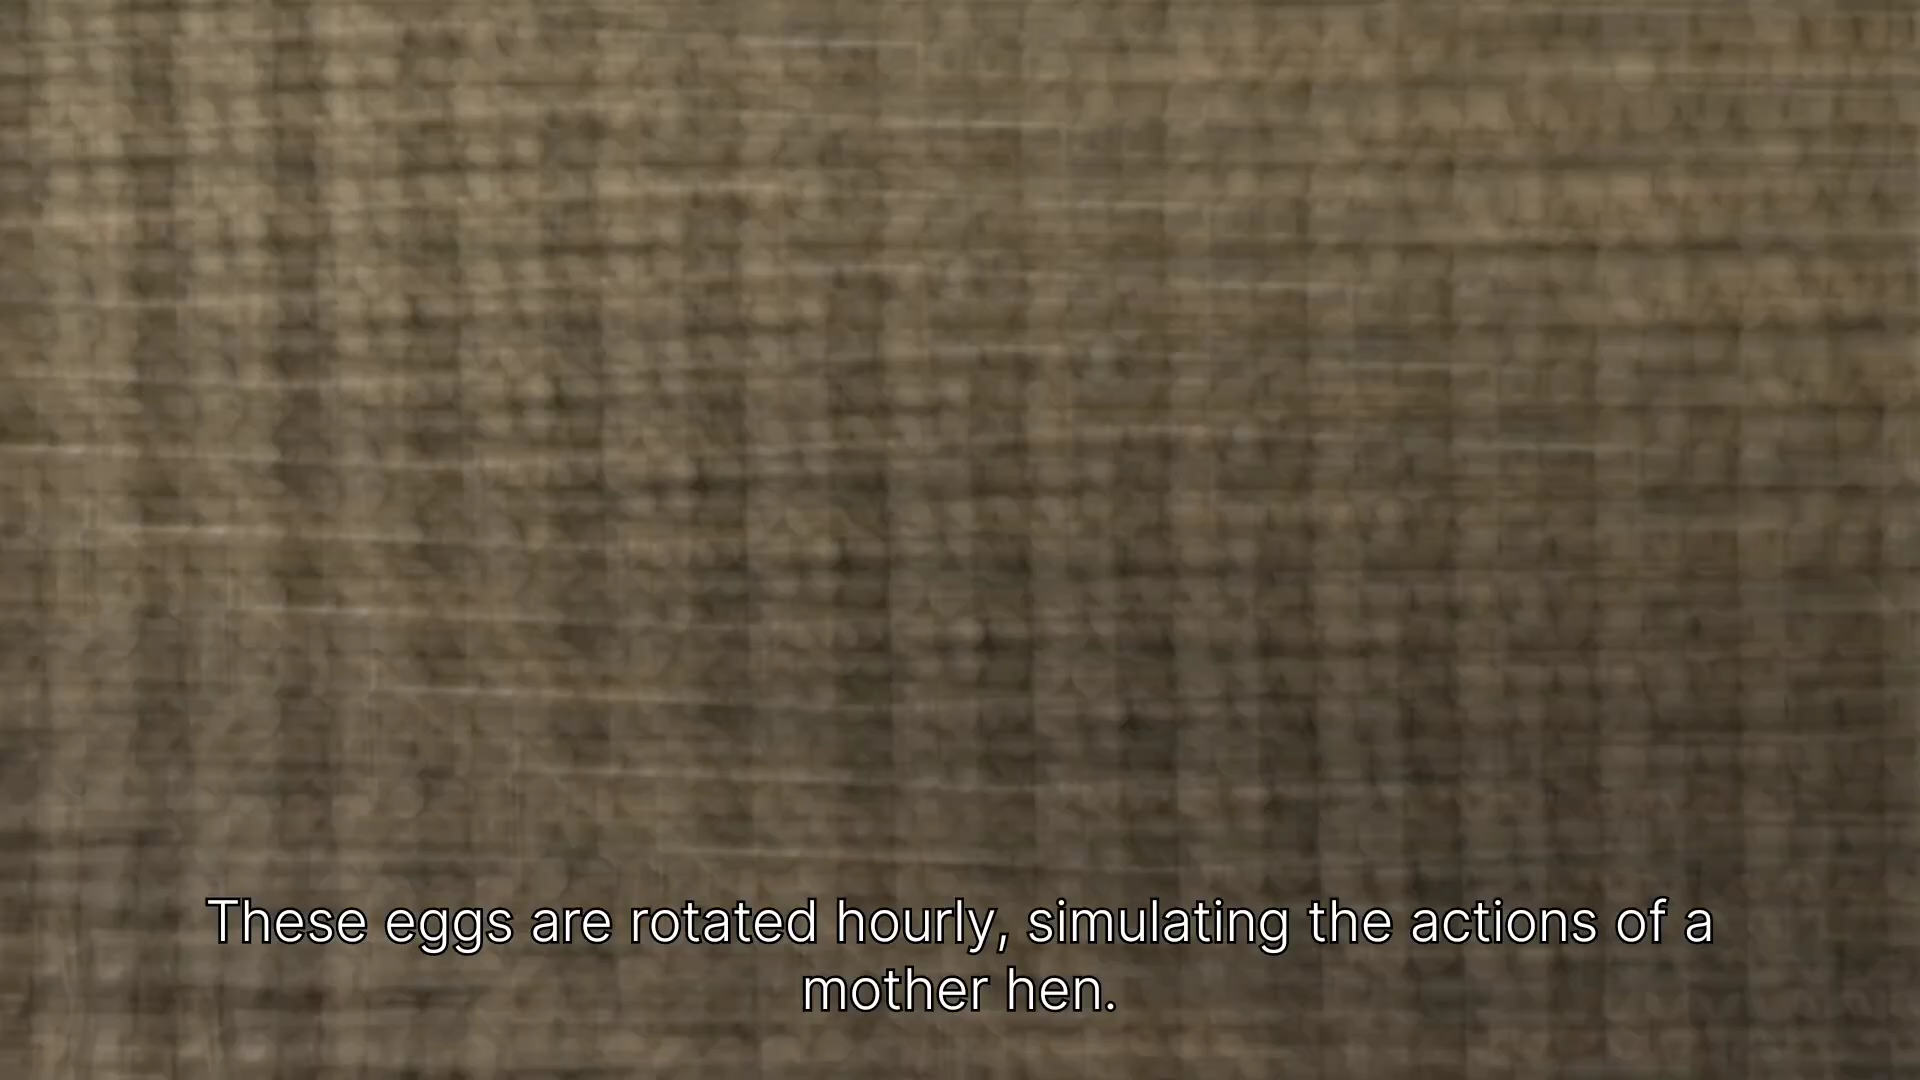 These eggs are rotated hourly, simulating the actions of a
mother hen.